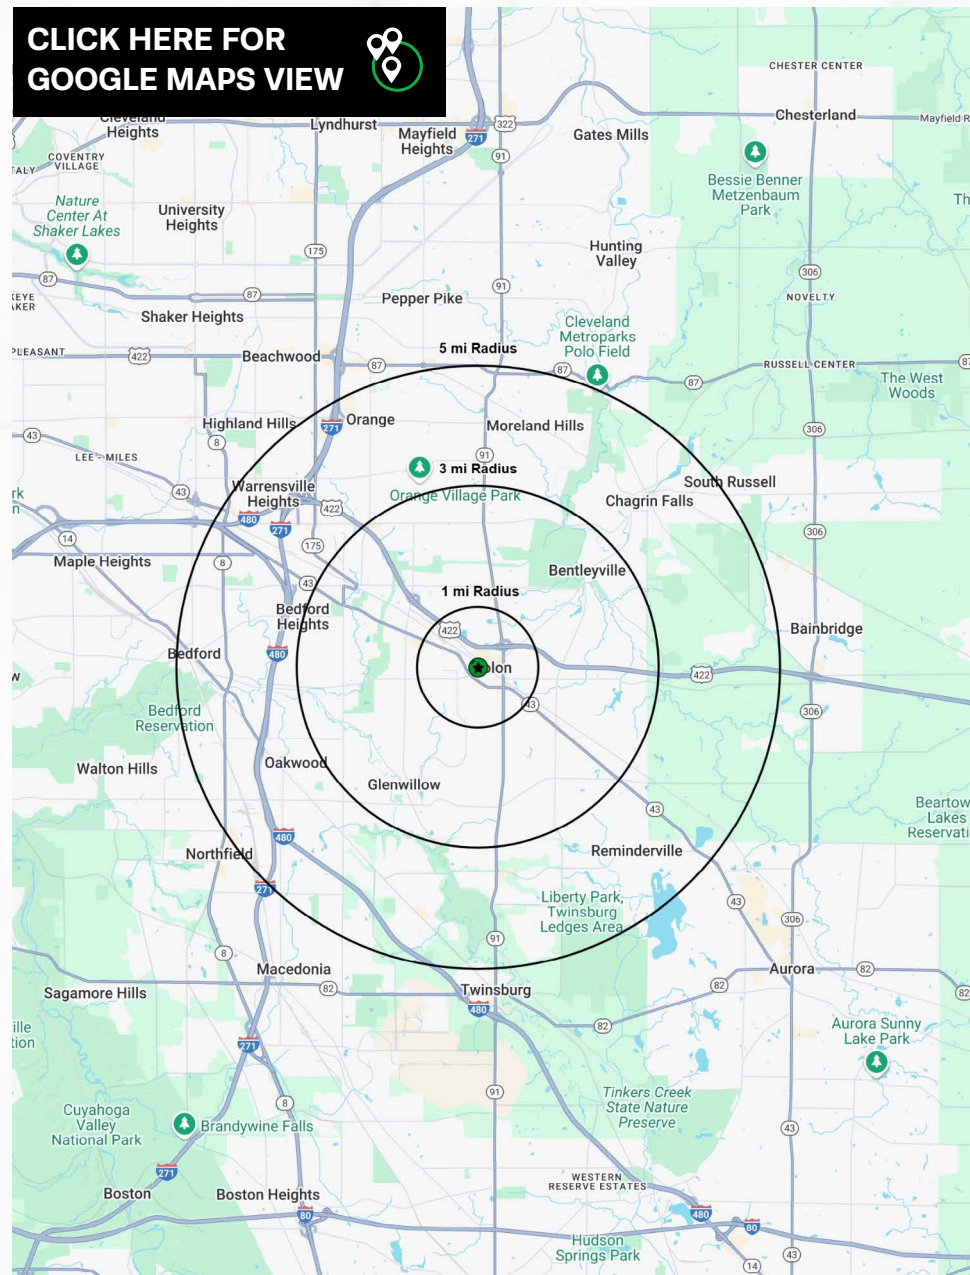 CLICK HERE FOR
GOOGLE MAPS VIEW
CHESTER CENTER
Cleveland
Heights
Lyndhurst
Mayfield
Heights
271
322
Gates Mills
Chesterland
Mayfield R
91
COVENTRY
VILLAGE
TALY
Bessie Benner
Metzenbaum
Park
Th
Nature
Center At
Shaker Lakes
University
Heights
175
Hunting
Valley
87
87
91
306
NOVELTY
Pepper Pike
Shaker Heights
Cleveland
Metroparks
Polo Field
PLEASANT
422
Beachwood
5 mi Radius
87
87
87
RUSSELL CENTER
87
The West
Woods
Highland Hills
271
Orange
Moreland Hills
306
43
8
LEE - MILES
91
3 mi Radius
43
Warrensville
Heights
Orange Village Park
South Russell
Chagrin Falls
480
271
422
306
14
175
Maple Heights
8
43
Bentleyville
1 mi Radius
Bedford
Heights
422
Bainbridge
480
Bedford
olon
422
43
306
Bedford
Reservation
Walton Hills
Oakwood
Glenwillow
43
Beartow
Lakes
Reservati
480
Northfield
Reminderville
271
Liberty Park,
Twinsburg
Ledges Area
43
306
91
8
Macedonia
Aurora
82
Sagamore Hills
82
Twinsburg
82
82
480
82
ville
tion
271
Aurora Sunny
Lake Park
91
8
Tinkers Creek
State Nature
Preserve
Cuyahoga
Valley
National Park
Brandywine Falls
43
271
Boston
Boston Heights
WESTERN
RESERVE ESTATES
80
480
80
Hudson
Springs Park
43
14